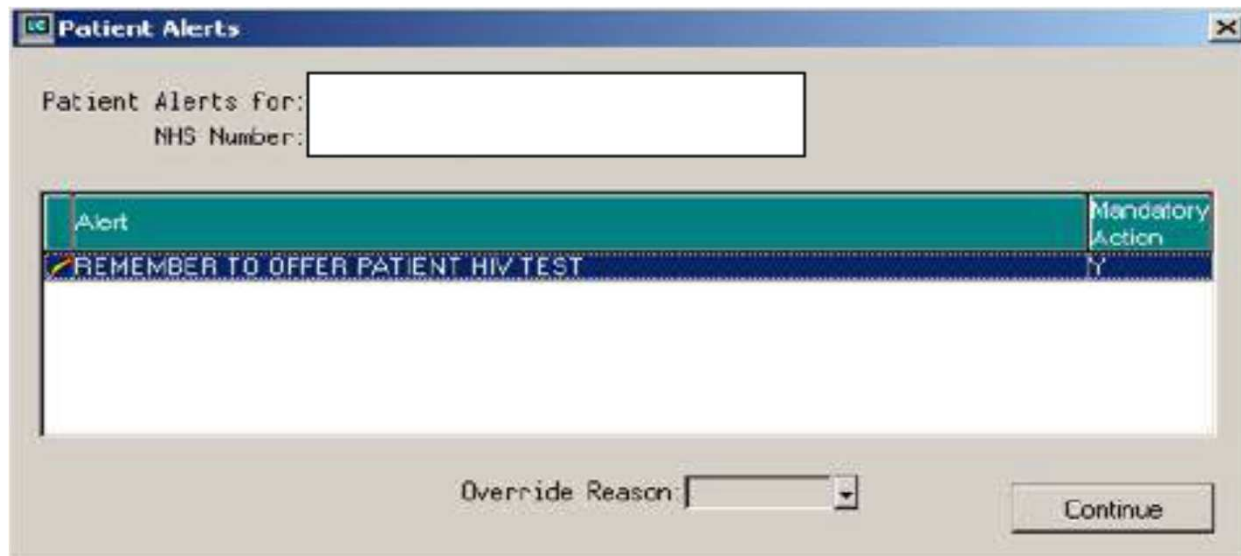 LC Patient Alerts
Patient Alerts for:
NHS Number:
Alert Mandatory
Action
REMEMBER TO OFFER PATIENT HIV TEST Y
Override Reason:
Continue